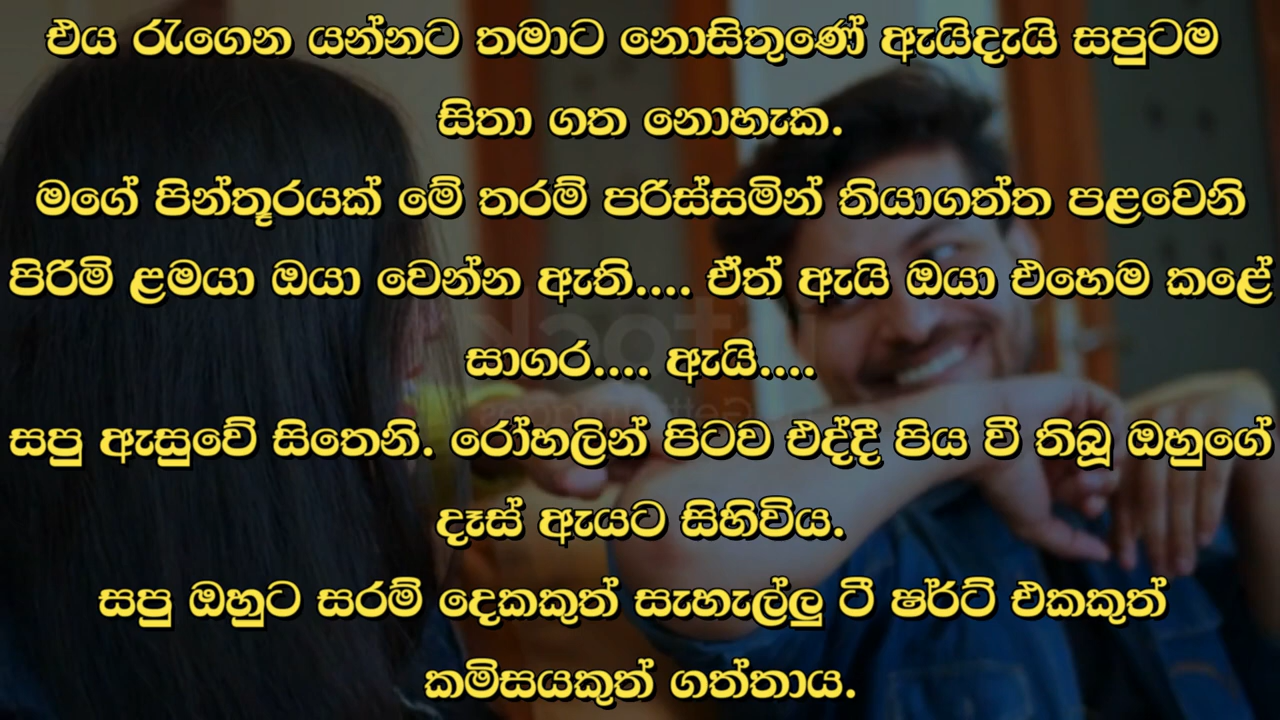 එය රැගෙන යන්නට තමාට නොසිතුණේ ඇයිදැයි සපුටම
සිතා ගත නොහැක.
මගේ පින්තූරයක් මේ තරම් පරිස්සමින් තියාගත්ත පළවෙනි
පිරිමි ළමයා ඔයා වෙන්න ඇති.... ඒත් ඇයි ඔයා එහෙම කළේ
සාගර.... ඇයි....
සපු ඇසුවේ සිතෙනි. රෝහලින් පිටව එද්දී පිය වී තිබූ ඔහුගේ
දෑස් ඇයට සිහිවිය.
සපු ඔහුට සරම් දෙකකුත් සැහැල්ලු ටී ෂර්ට් එකකුත්
කමිසයකුත් ගත්තාය.